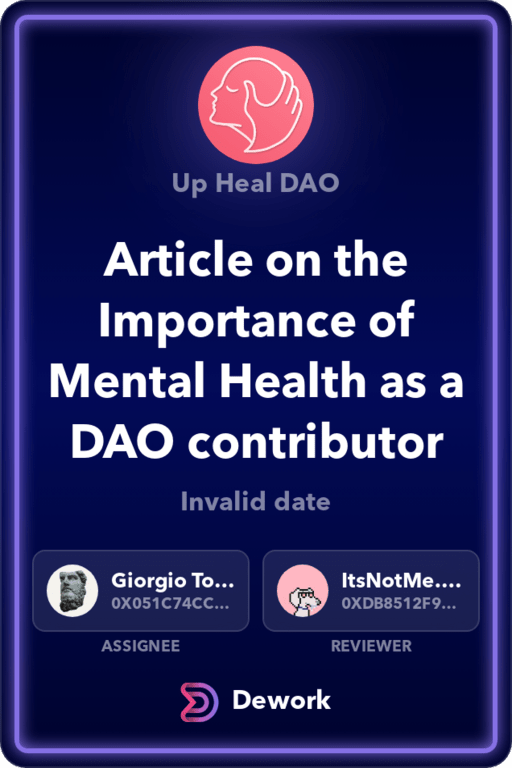 Up Heal DAO
Article on the
Importance of
Mental Health as a
DAO contributor
Invalid date
Giorgio To...
0X051C74CC...
ItsNotMe....
0XDB8512F9...
ASSIGNEE
REVIEWER
Dework